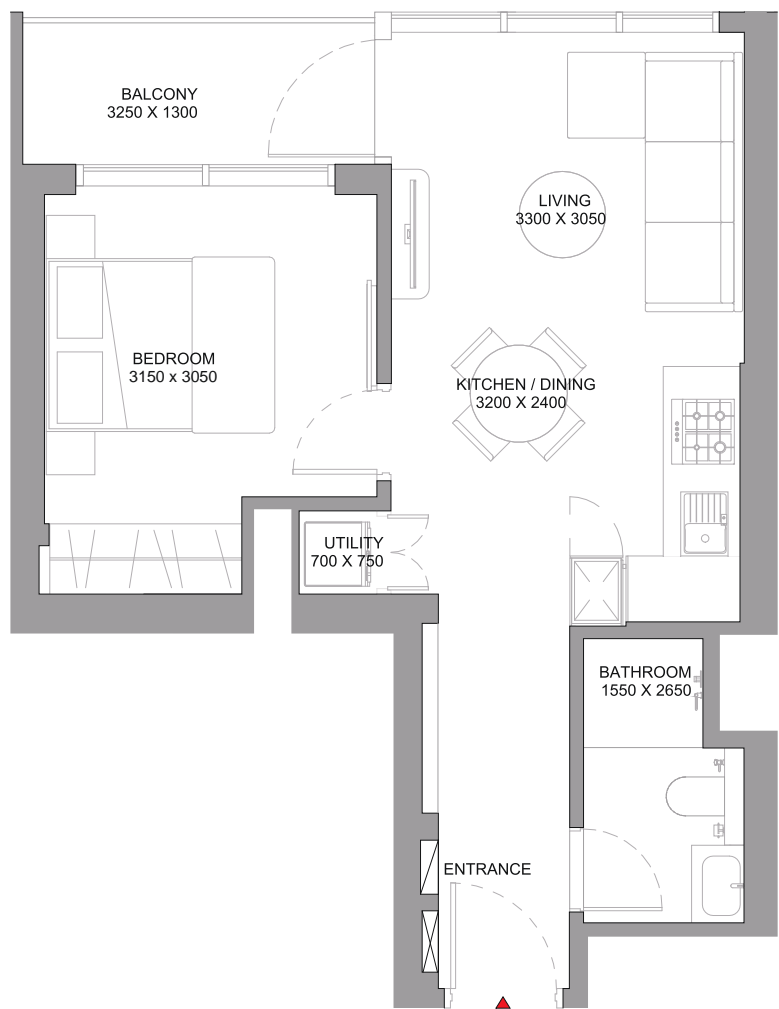 BALCONY
3250 X 1300
LIVING
3300 X 3050
BEDROOM
3150 x 3050
KITCHEN / DINING
3200 X 2400
UTILITY
700 X 750
BATHROOM
1550 X 2650
ENTRANCE